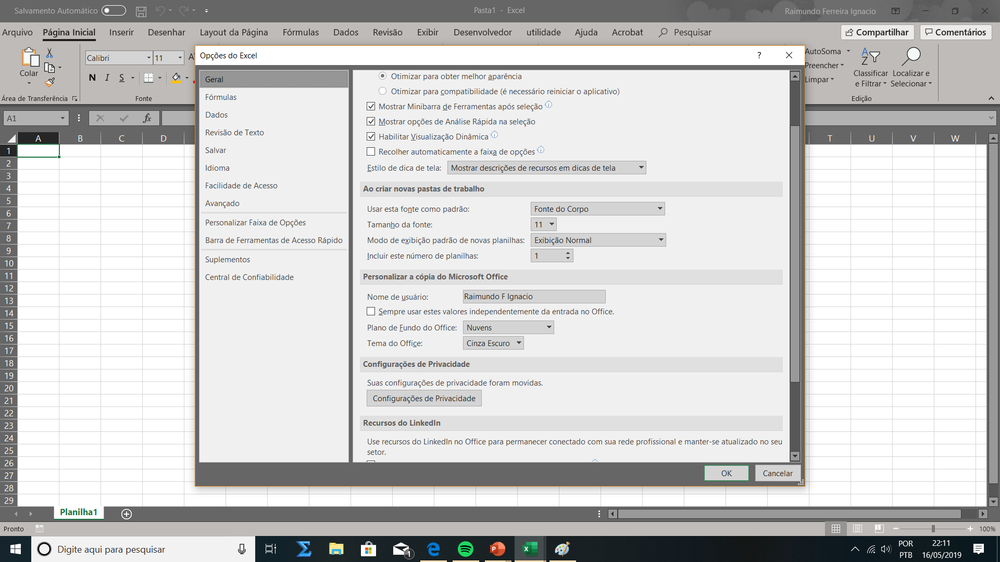 Salvamento Automático
Pasta1 - Excel
Raimundo Ferreira Ignacio
Arquivo Página Inicial Inserir Desenhar Layout da Página Fórmulas Dados Revisão Exibir Desenvolvedor utilidade Ajuda Acrobat Pesquisar Compartilhar Comentários
Colar
Área de Transferência
Calibri 11
N I S
Fonte
AutoSoma
Preencher
Limpar
Classificar e Filtrar
Localizar e Selecionar
Edição
A1
fx
A B C D T U V W
1
2
3
4
5
6
7
8
9
10
11
12
13
14
15
16
17
18
19
20
21
22
23
24
25
26
27
28
29
Opções do Excel ?
Geral
Fórmulas
Dados
Revisão de Texto
Salvar
Idioma
Facilidade de Acesso
Avançado
Personalizar Faixa de Opções
Barra de Ferramentas de Acesso Rápido
Suplementos
Central de Confiabilidade
Otimizar para obter melhor aparência
Otimizar para compatibilidade (é necessário reiniciar o aplicativo)
Mostrar Minibarra de Ferramentas após seleção
Mostrar opções de Análise Rápida na seleção
Habilitar Visualização Dinâmica
Recolher automaticamente a faixa de opções
Estilo de dica de tela: Mostrar descrições de recursos em dicas de tela
Ao criar novas pastas de trabalho
Usar esta fonte como padrão: Fonte do Corpo
Tamanho da fonte: 11
Modo de exibição padrão de novas planilhas: Exibição Normal
Incluir este número de planilhas: 1
Personalizar a cópia do Microsoft Office
Nome de usuário: Raimundo F Ignacio
Sempre usar estes valores independentemente da entrada no Office.
Plano de Fundo do Office: Nuvens
Tema do Office: Cinza Escuro
Configurações de Privacidade
Suas configurações de privacidade foram movidas.
Configurações de Privacidade
Recursos do LinkedIn
Use recursos do LinkedIn no Office para permanecer conectado com sua rede profissional e manter-se atualizado no seu
setor.
OK Cancelar
Planilha1
Pronto
100%
Digite aqui para pesquisar
1
POR
PTB
22:11
16/05/2019